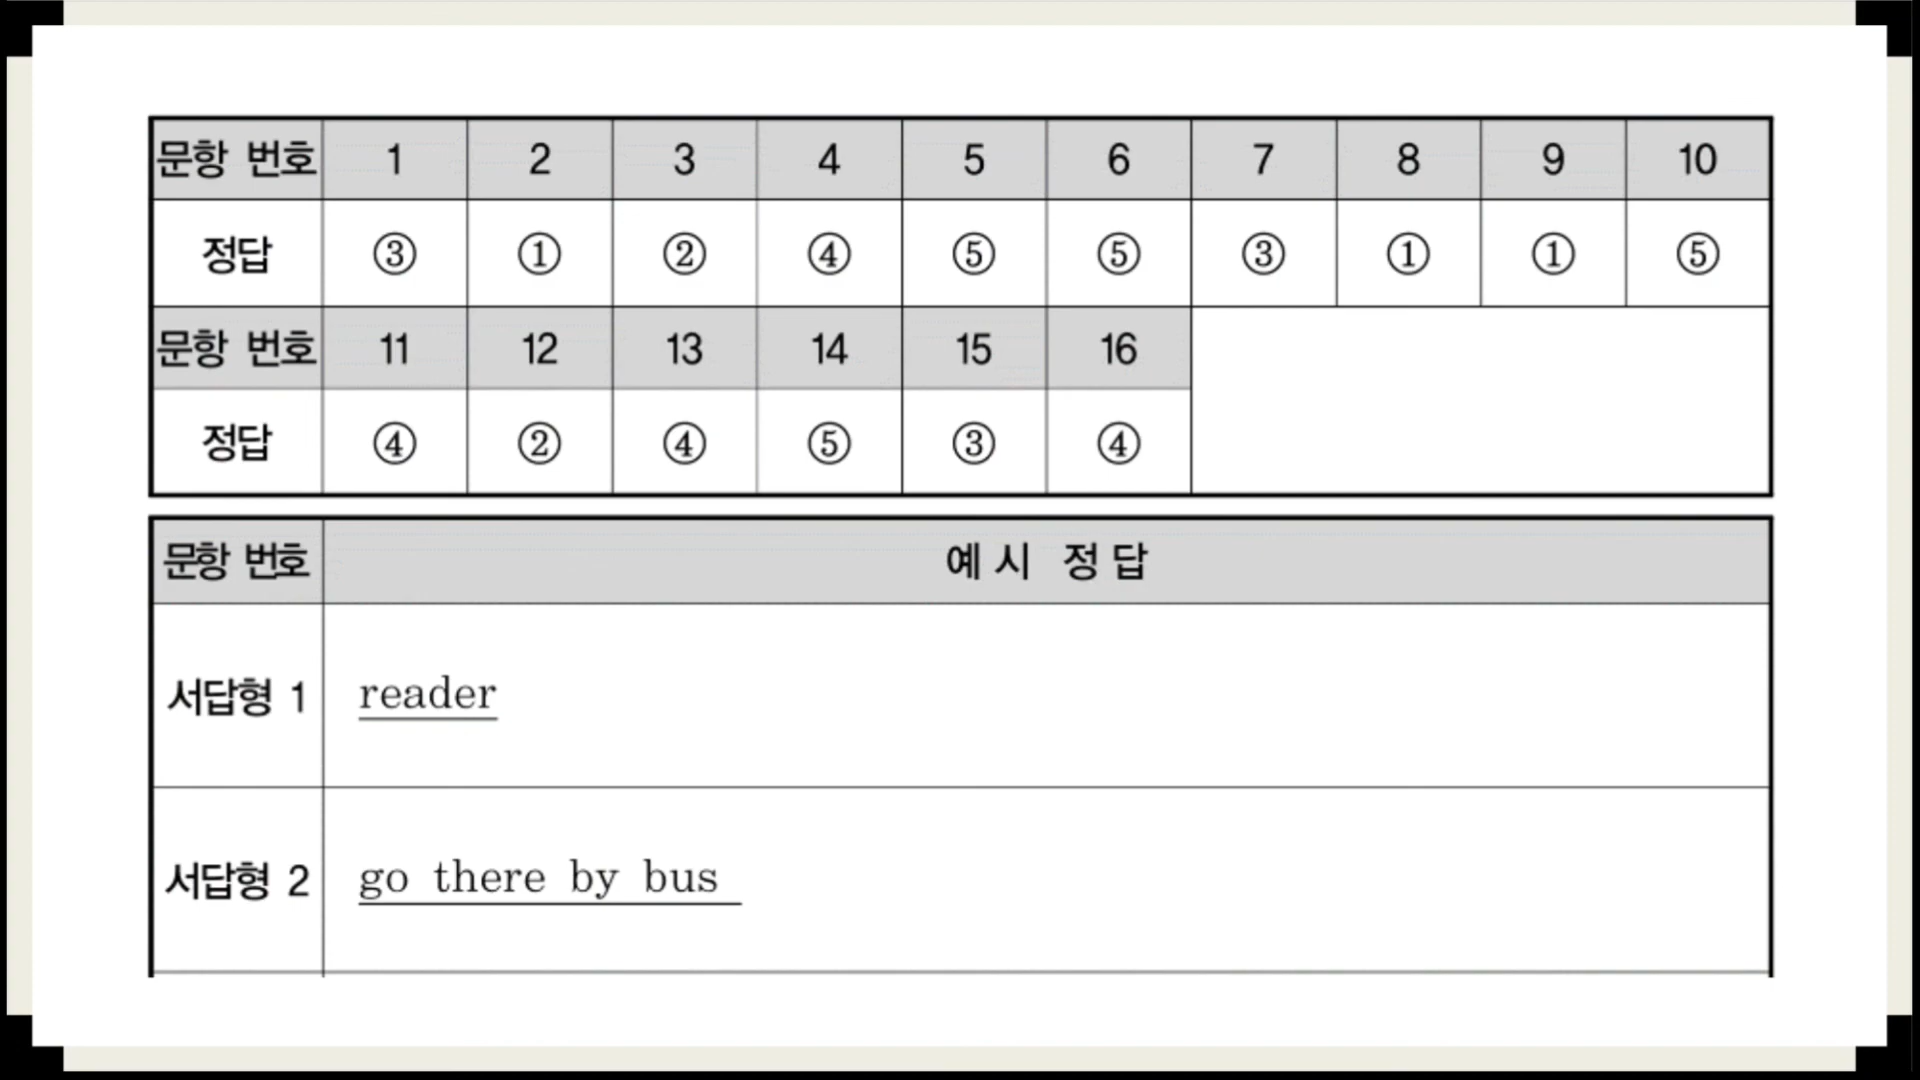 문항 번호 1 2 3 4 5 6 7 8 9 10
정답 ③ ① ② ④ ⑤ ⑤ ③ ① ① ⑤
문항 번호 11 12 13 14 15 16
정답 ④ ② ④ ⑤ ③ ④
문항 번호 예시 정답
서답형 1 reader
서답형 2 go there by bus